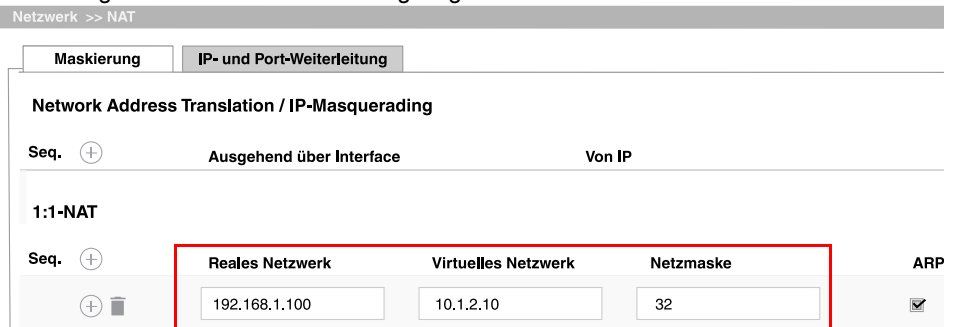 Netzwerk >> NAT
Maskierung IP- und Port-Weiterleitung
Network Address Translation / IP-Masquerading
Seq. Ausgehend über Interface Von IP
1:1-NAT
Seq. Reales Netzwerk Virtuelles Netzwerk Netzmaske ARP
192.168.1.100 10.1.2.10 32